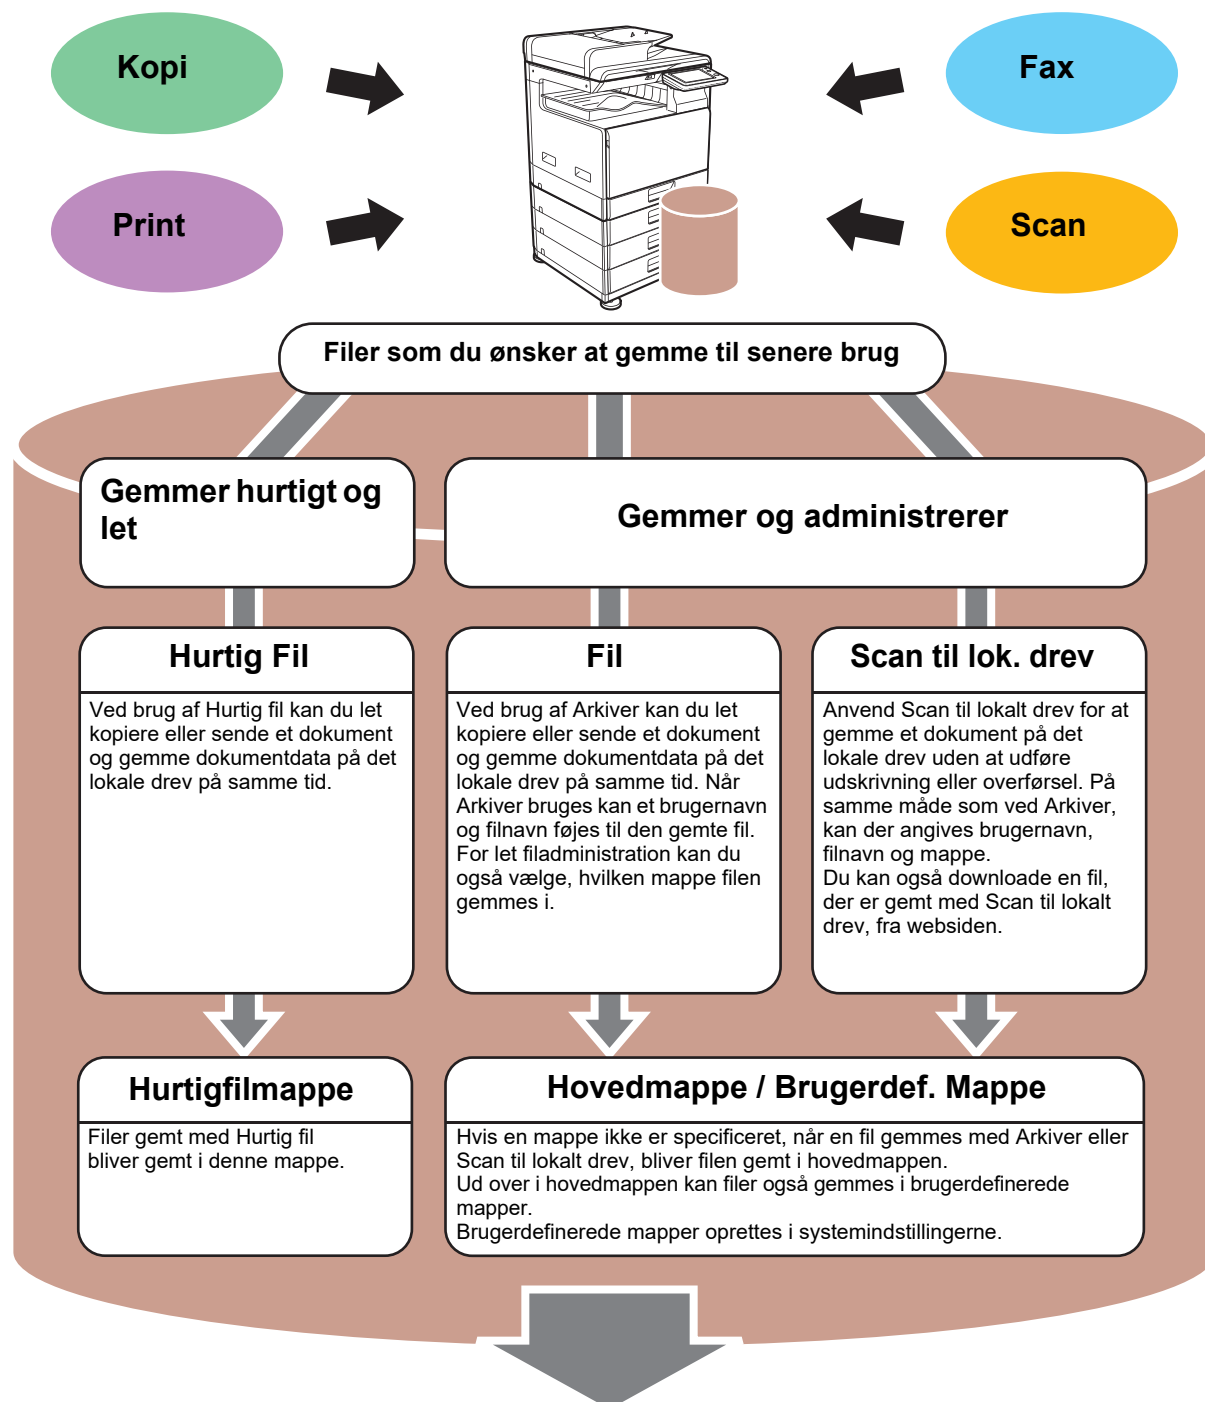 Kopi
Fax
Print
Scan
Filer som du ønsker at gemme til senere brug
Gemmer hurtigt og
let
Gemmer og administrerer
Hurtig Fil
Ved brug af Hurtig fil kan du let
kopiere eller sende et dokument
og gemme dokumentdata på det
lokale drev på samme tid.
Fil
Ved brug af Arkiver kan du let
kopiere eller sende et dokument
og gemme dokumentdata på det
lokale drev på samme tid. Når
Arkiver bruges kan et brugernavn
og filnavn føjes til den gemte fil.
For let filadministration kan du
også vælge, hvilken mappe filen
gemmes i.
Scan til lok. drev
Anvend Scan til lokalt drev for at
gemme et dokument på det
lokale drev uden at udføre
udskrivning eller overførsel. På
samme måde som ved Arkiver,
kan der angives brugernavn,
filnavn og mappe.
Du kan også downloade en fil,
der er gemt med Scan til lokalt
drev, fra websiden.
Hurtigfilmappe
Filer gemt med Hurtig fil
bliver gemt i denne mappe.
Hovedmappe / Brugerdef. Mappe
Hvis en mappe ikke er specificeret, når en fil gemmes med Arkiver eller
Scan til lokalt drev, bliver filen gemt i hovedmappen.
Ud over i hovedmappen kan filer også gemmes i brugerdefinerede
mapper.
Brugerdefinerede mapper oprettes i systemindstillingerne.